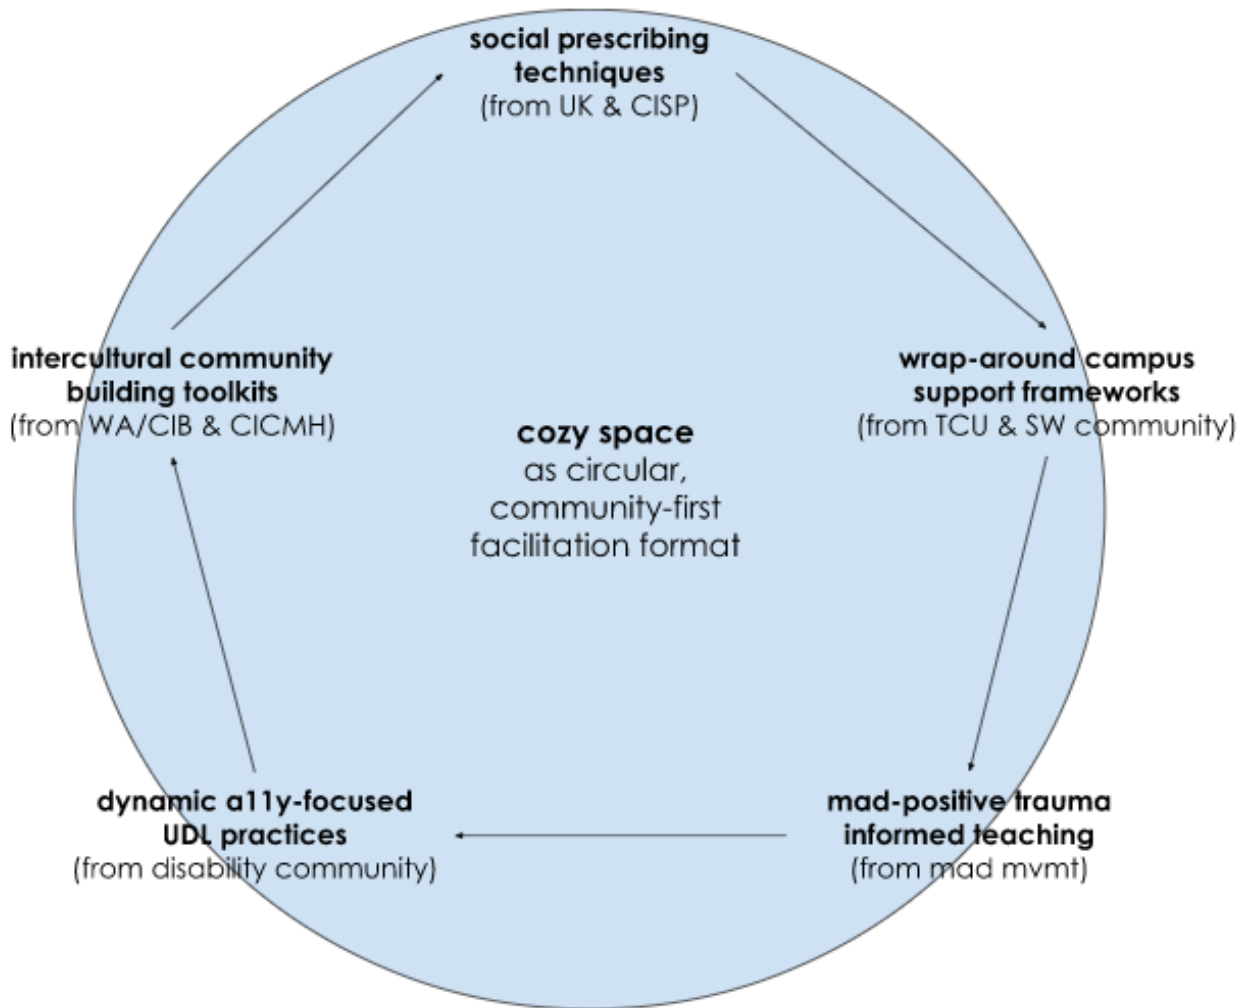 social prescribing
techniques
(from UK & CISP)
intercultural community
building toolkits
(from WA/CIB & CICMH)
wrap-around campus
support frameworks
(from TCU & SW community)
cozy space
as circular,
community-first
facilitation format
dynamic a11y-focused
UDL practices
(from disability community)
mad-positive trauma
informed teaching
(from mad mvmt)